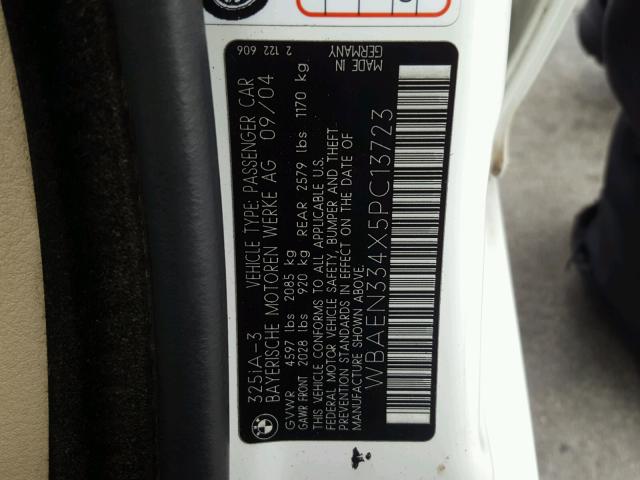 325iA-3 VEHICLE TYPE: PASSENGER CAR 2 122 606
BAYERISCHE MOTOREN WERKE AG 09/04
GVWR 4597 lbs 2085 kg
GAWR FRONT 2028 lbs 920 kg REAR 2579 lbs 1170 kg
THIS VEHICLE CONFORMS TO ALL APPLICABLE U.S.
FEDERAL MOTOR VEHICLE SAFETY, BUMPER AND THEFT
PREVENTION STANDARDS IN EFFECT ON THE DATE OF
MANUFACTURE SHOWN ABOVE.
MADE IN
GERMANY
WBAEN334X5PC13723